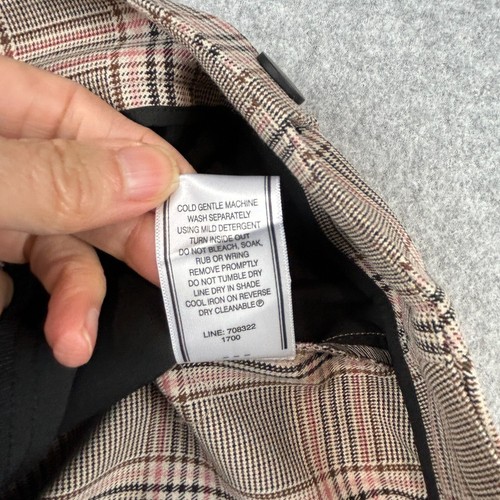 COLD GENTLE MACHINE
WASH SEPARATELY
USING MILD DETERGENT
TURN INSIDE OUT
DO NOT BLEACH, SOAK,
RUB OR WRING
REMOVE PROMPTLY
DO NOT TUMBLE DRY
LINE DRY IN SHADE
COOL IRON ON REVERSE
DRY CLEANABLE Ⓟ
LINE: 708322
1700